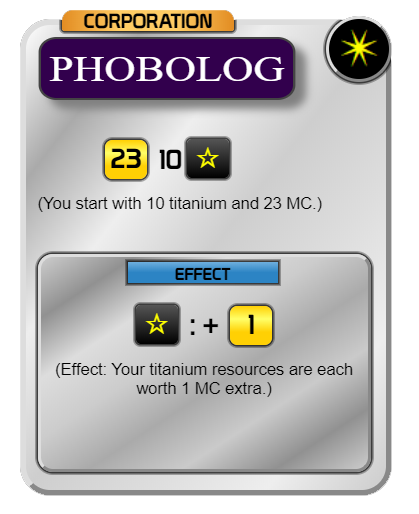 CORPORATION
PHOBOLOG
23 10
(You start with 10 titanium and 23 MC.)
EFFECT
: + 1
(Effect: Your titanium resources are each
worth 1 MC extra.)